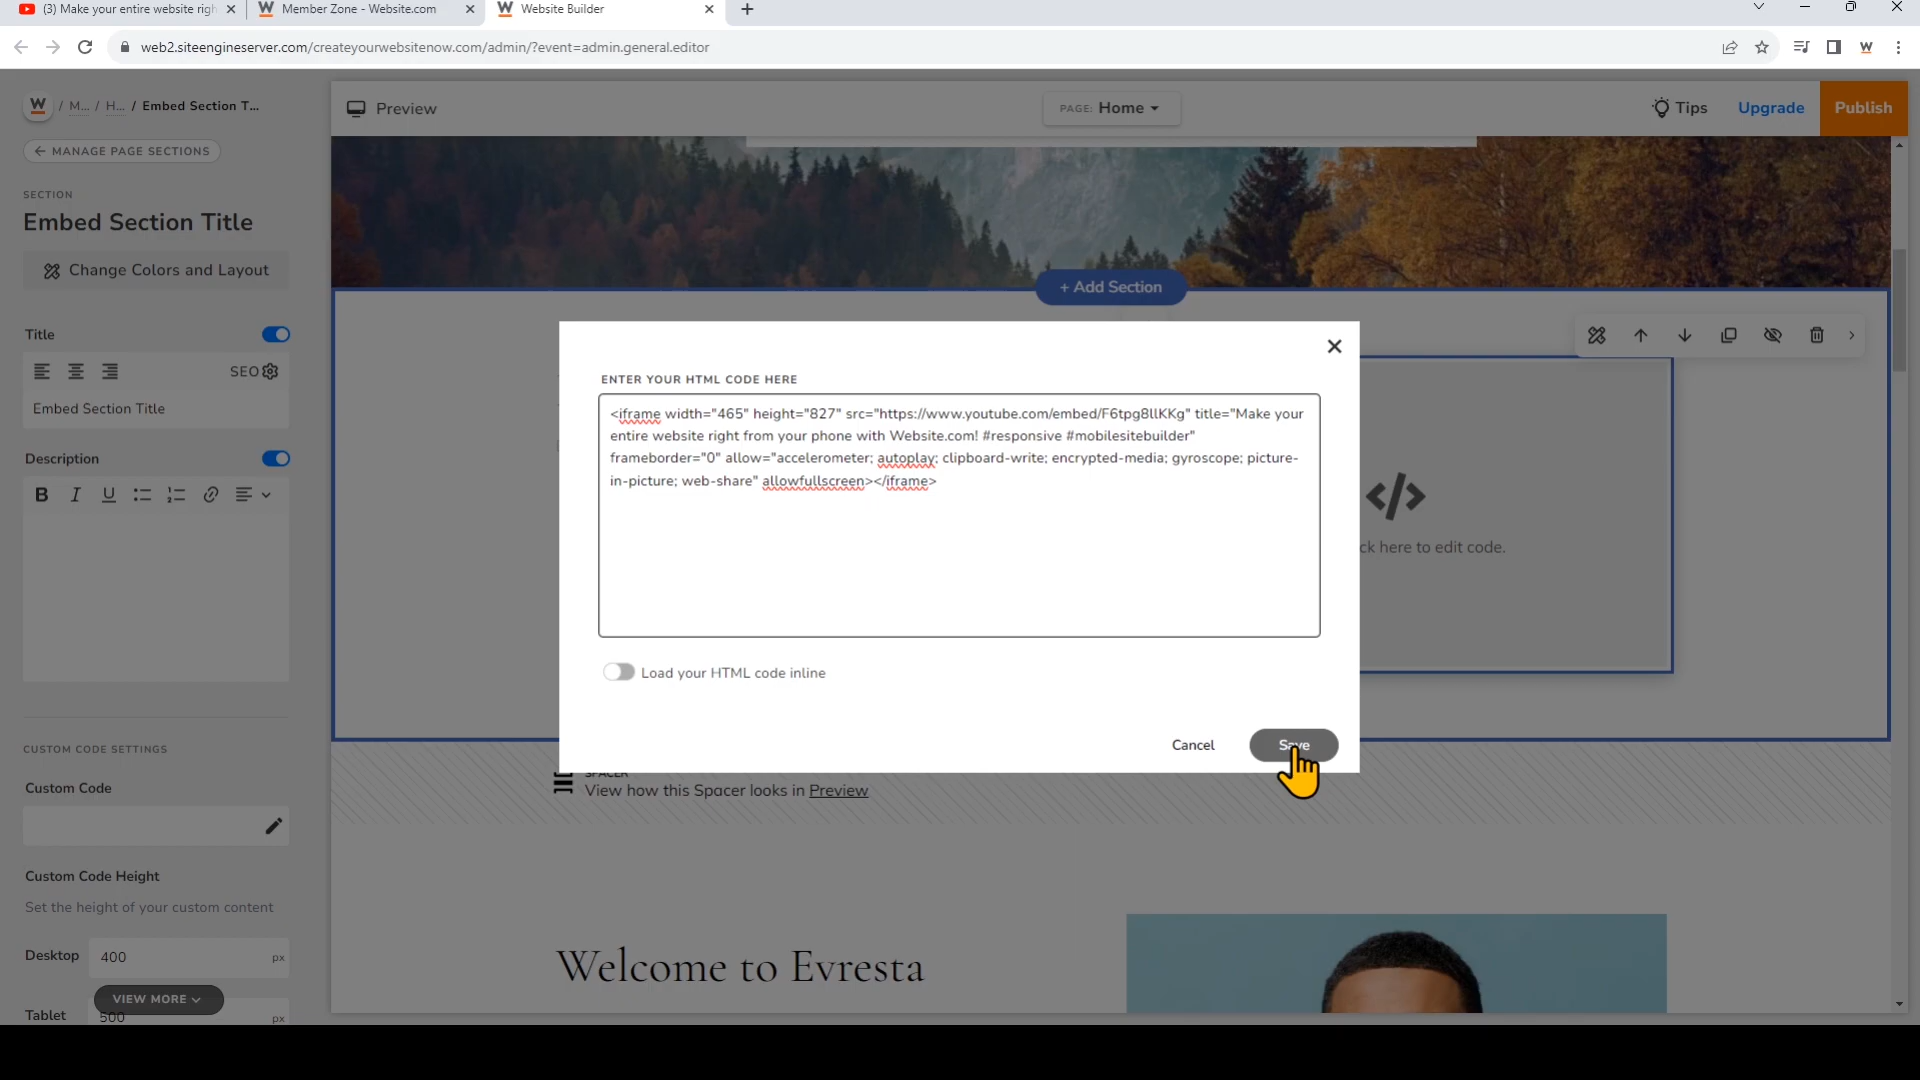 (3) Make your entire website righ
Member Zone - Website.com
Website Builder
web2.siteengineserver.com/createyourwebsitenow.com/admin/?event=admin.general.editor
W / M... / H... / Embed Section T...
Preview
PAGE: Home
Tips
Upgrade
Publish
← MANAGE PAGE SECTIONS
SECTION
Embed Section Title
Change Colors and Layout
+ Add Section
Title
SEO
Embed Section Title
Description
B I U
ENTER YOUR HTML CODE HERE
<iframe width="465" height="827" src="https://www.youtube.com/embed/F6tpg8llKKg" title="Make your
entire website right from your phone with Website.com! #responsive #mobilesitebuilder"
frameborder="0" allow="accelerometer; autoplay; clipboard-write; encrypted-media; gyroscope; picture-
in-picture; web-share" allowfullscreen></iframe>
</>
ck here to edit code.
Load your HTML code inline
Cancel
Save
CUSTOM CODE SETTINGS
Custom Code
SPACER
View how this Spacer looks in Preview
Custom Code Height
Set the height of your custom content
Desktop 400 px
VIEW MORE
Tablet 500 px
Welcome to Evresta